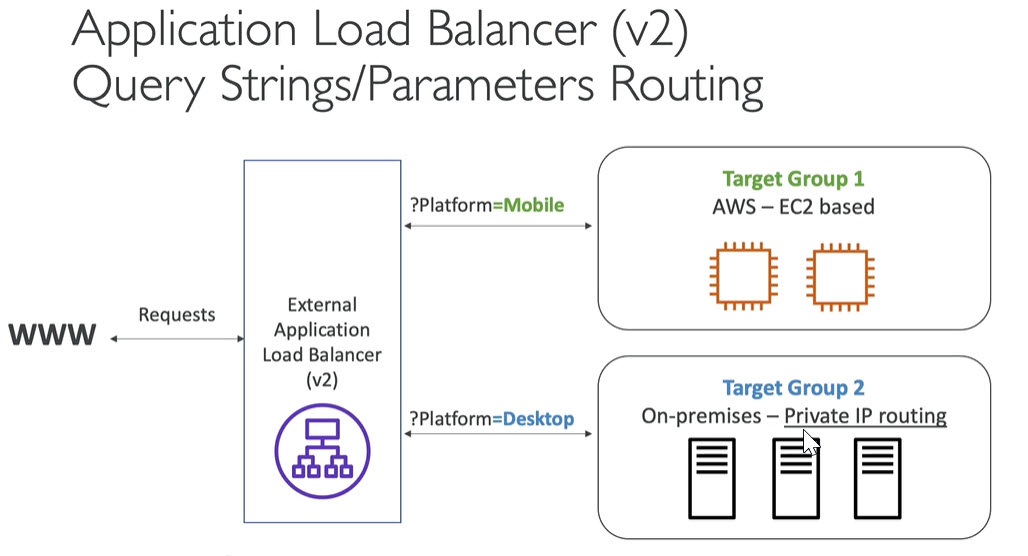 Application Load Balancer (v2)
Query Strings/Parameters Routing
WWW
Requests
External
Application
Load Balancer
(v2)
?Platform=Mobile
Target Group 1
AWS – EC2 based
?Platform=Desktop
Target Group 2
On-premises – Private IP routing